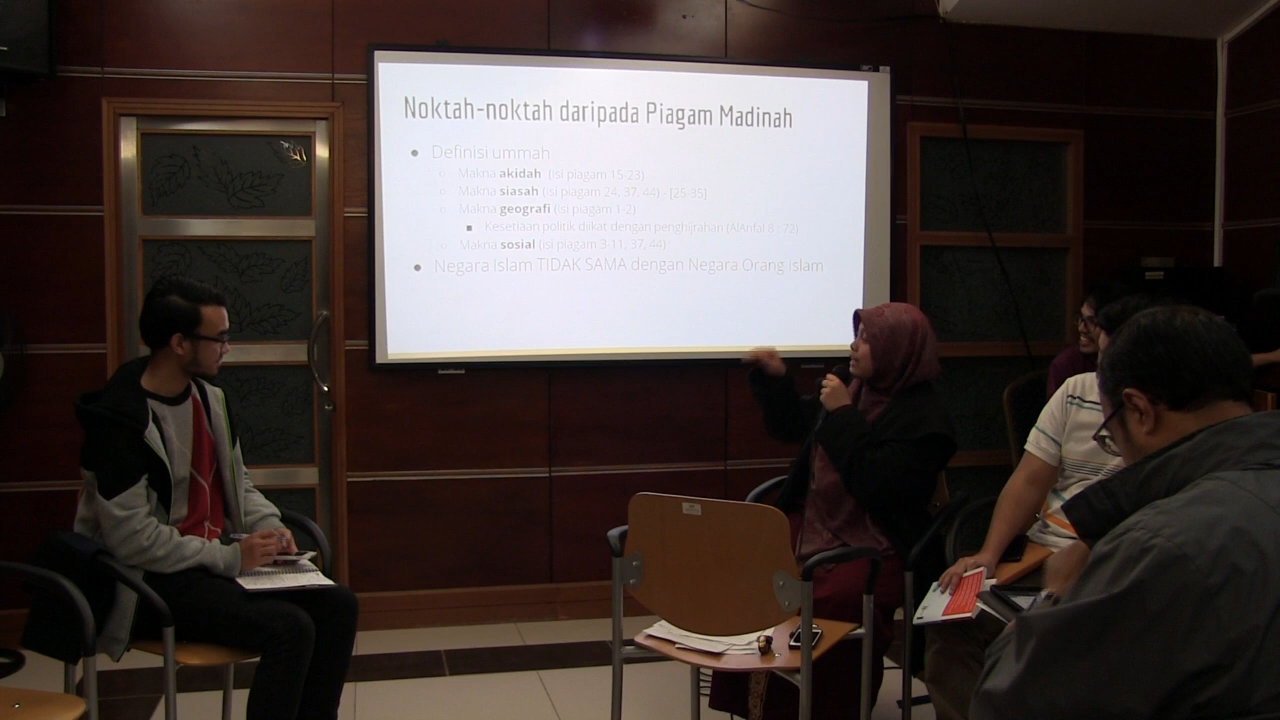 Noktah-noktah daripada Piagam Madinah
Definisi ummah
Makna akidah (isi piagam 15-23)
Makna siasah (isi piagam 24, 37, 44) - [25-35]
Makna geografi (isi piagam 1-2)
Kesetiaan politik diikat dengan penghijrahan (AlAnfal 8 : 72)
Makna sosial (isi piagam 3-11, 37, 44)
Negara Islam TIDAK SAMA dengan Negara Orang Islam